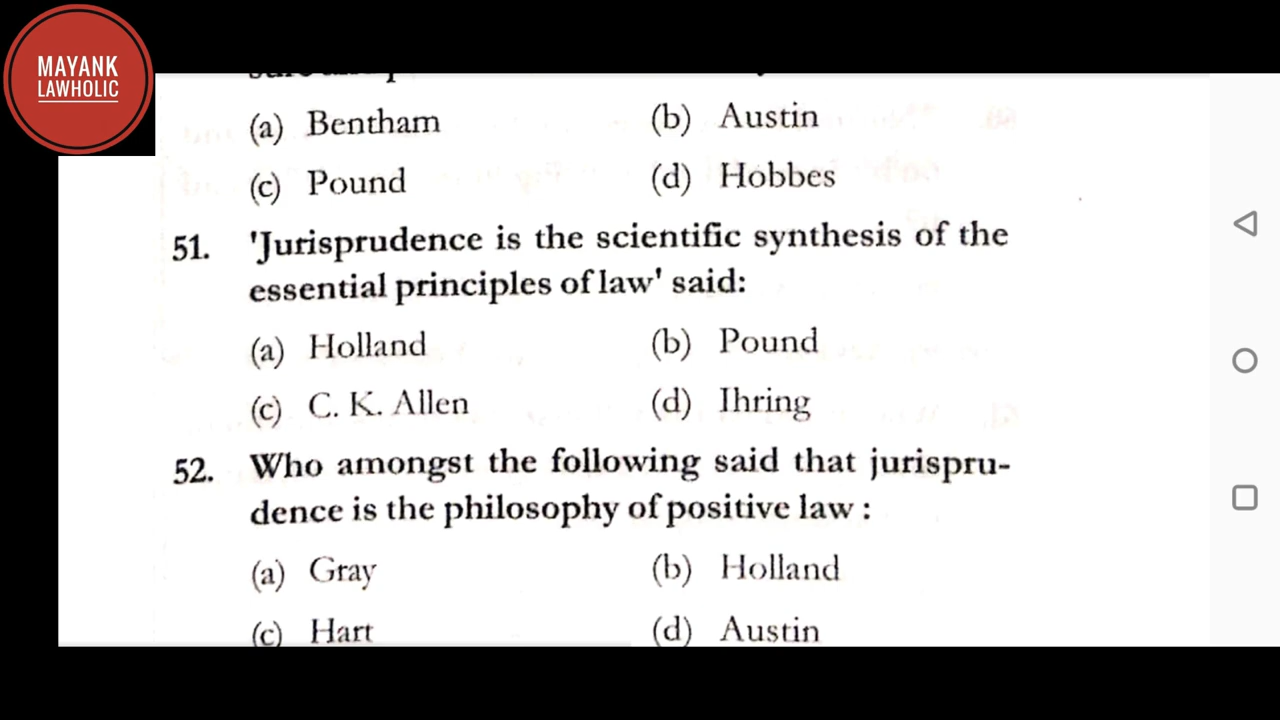 MAYANK
LAWHOLIC
(a) Bentham
(b) Austin
(c) Pound
(d) Hobbes
51. 'Jurisprudence is the scientific synthesis of the
essential principles of law' said:
(a) Holland
(b) Pound
(c) C. K. Allen
(d) Ihring
52. Who amongst the following said that jurispru-
dence is the philosophy of positive law :
(a) Gray
(b) Holland
(c) Hart
(d) Austin